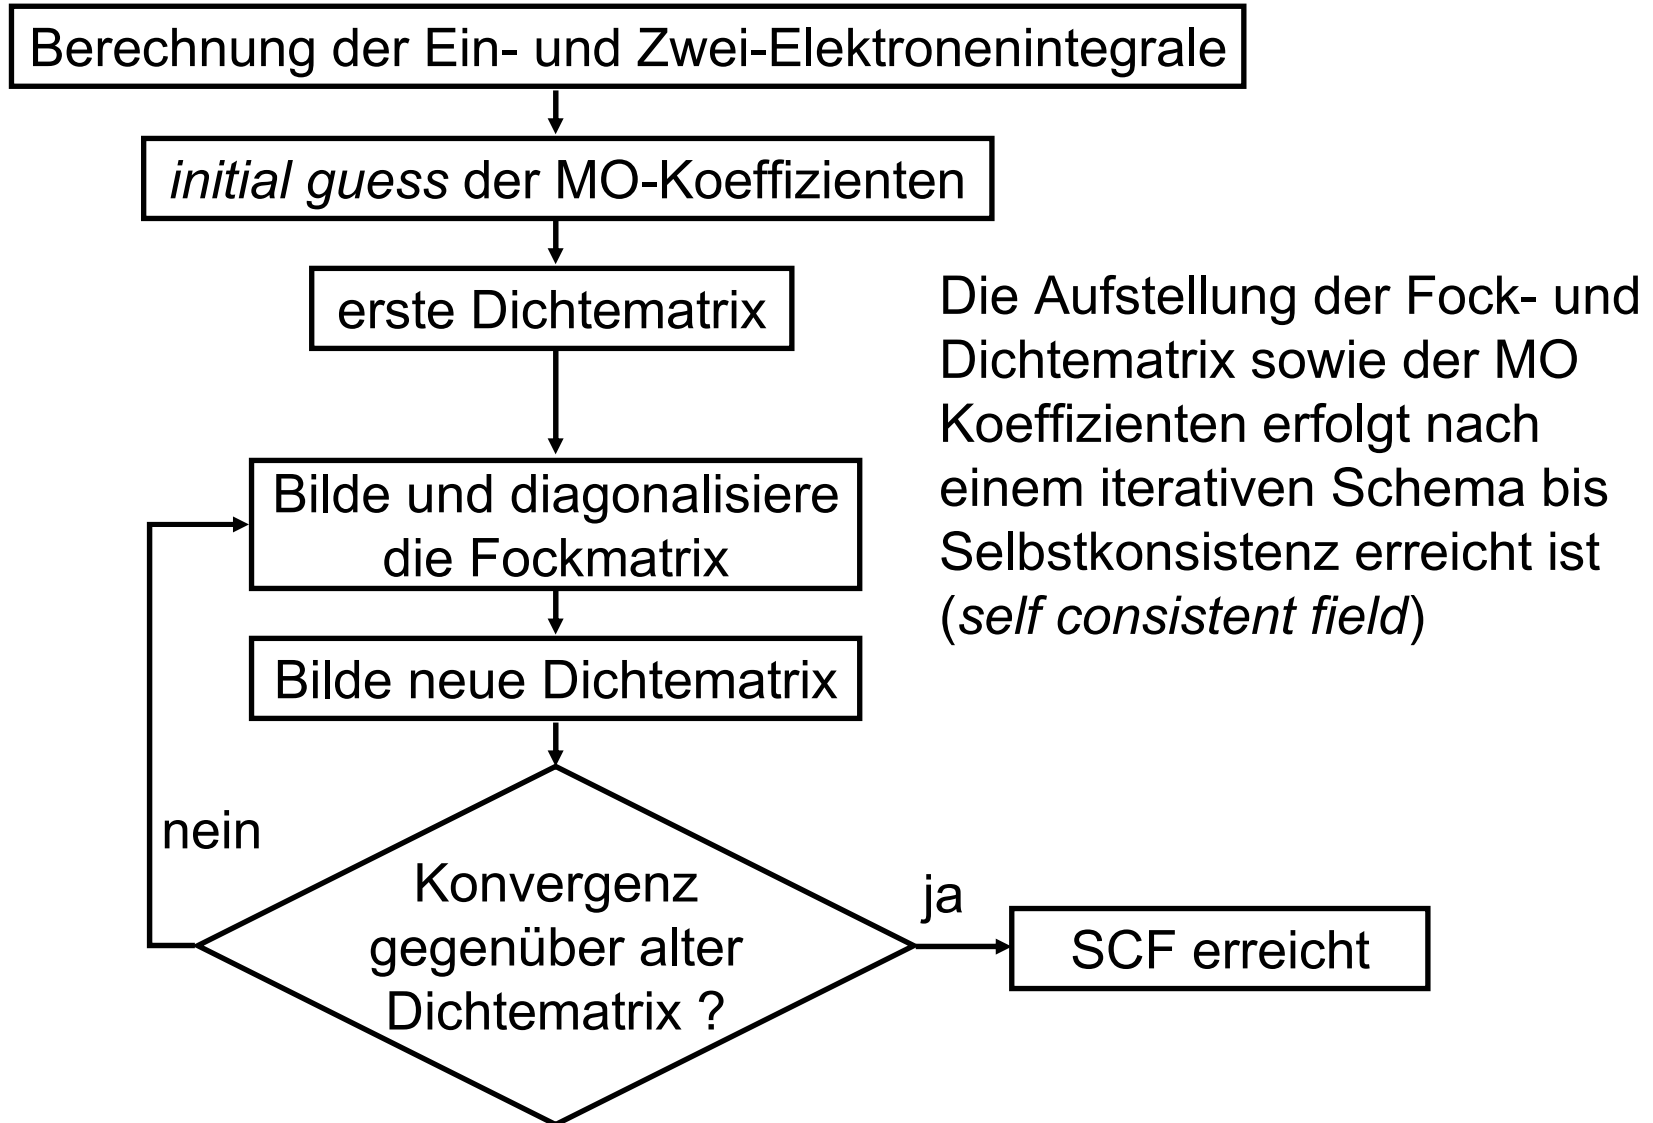 Berechnung der Ein- und Zwei-Elektronenintegrale
initial guess der MO-Koeffizienten
erste Dichtematrix
Die Aufstellung der Fock- und
Dichtematrix sowie der MO
Koeffizienten erfolgt nach
einem iterativen Schema bis
Selbstkonsistenz erreicht ist
(self consistent field)
Bilde und diagonalisiere
die Fockmatrix
Bilde neue Dichtematrix
nein
Konvergenz
gegenüber alter
Dichtematrix ?
ja
SCF erreicht